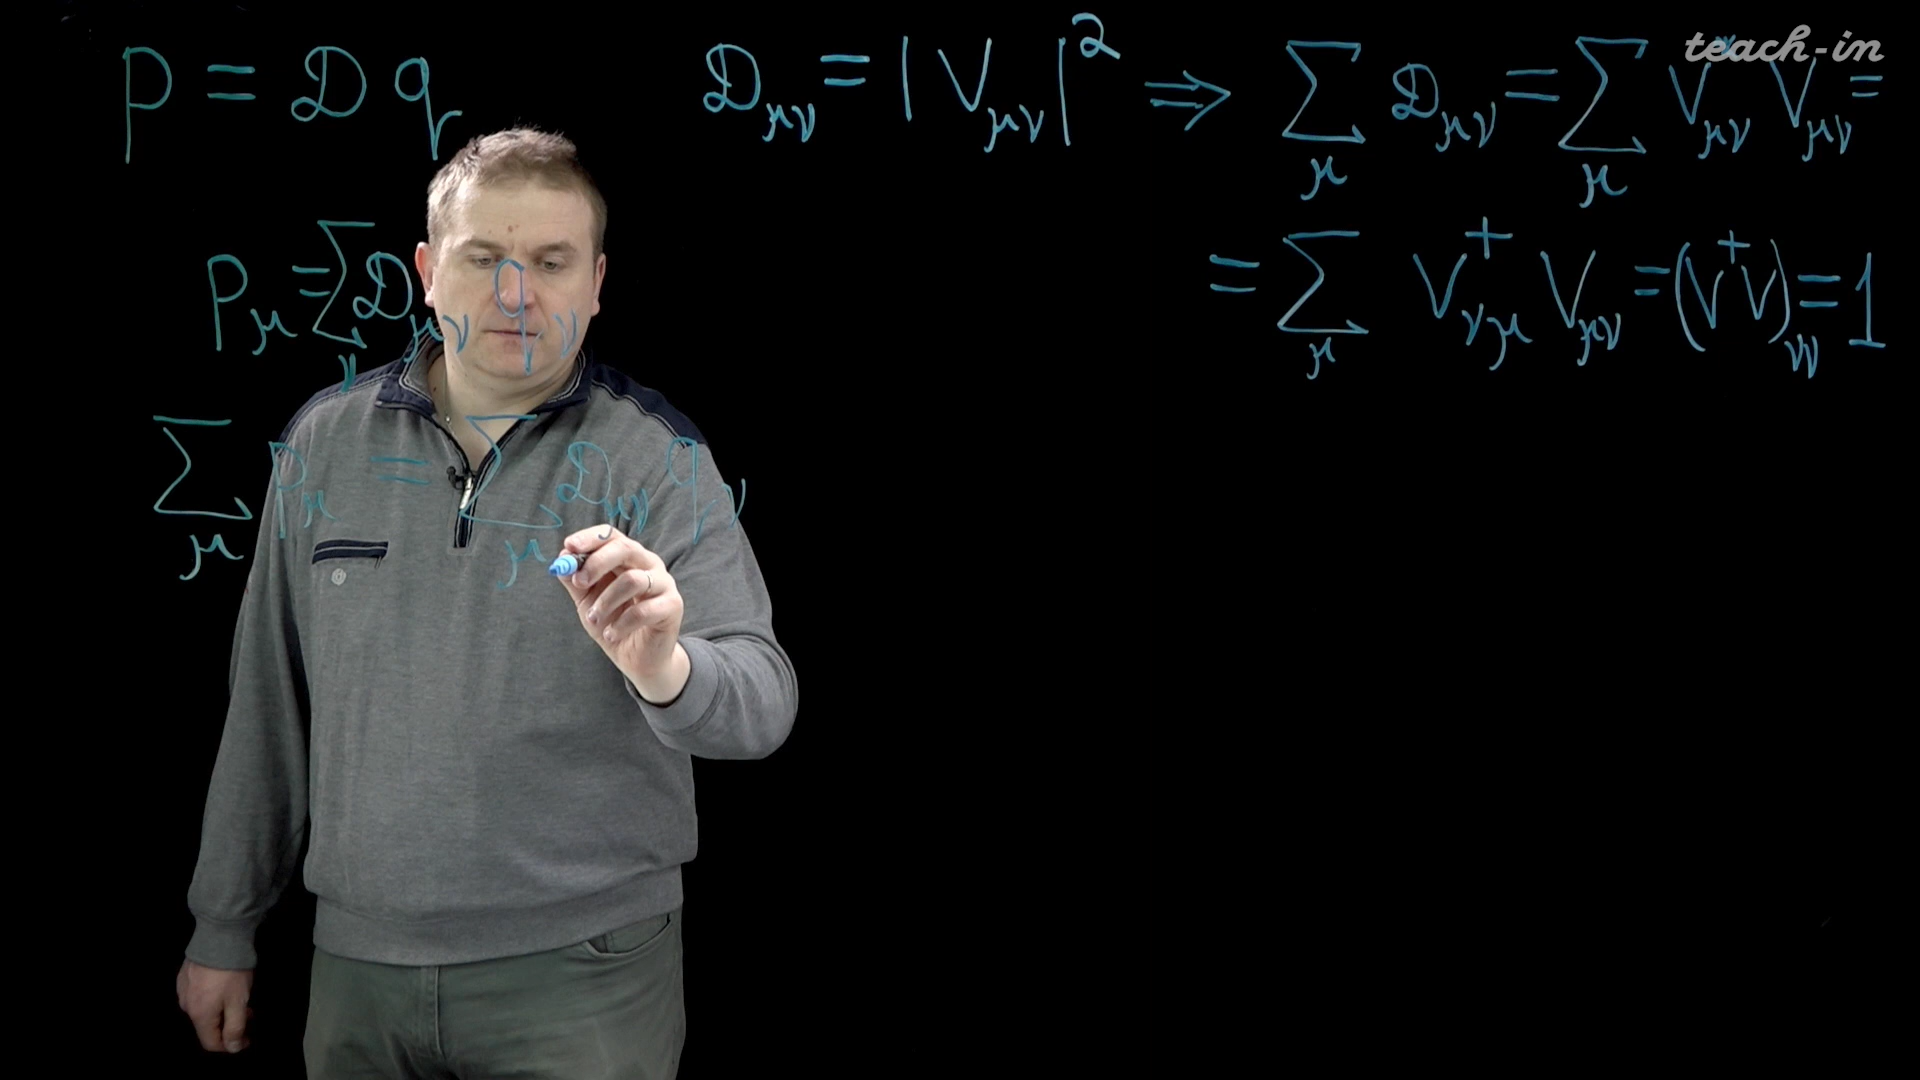 p = D q
D_μν = |V_μν|² ⇒ Σ_μ D_μν = Σ_μ V*_μν V_μν =
teach-in
= Σ_μ V⁺_νμ V_μν = (V⁺V)_νν = 1
p_μ = Σ_ν D_μν q_ν
Σ_μ p_μ = Σ_μ D_μν q_ν